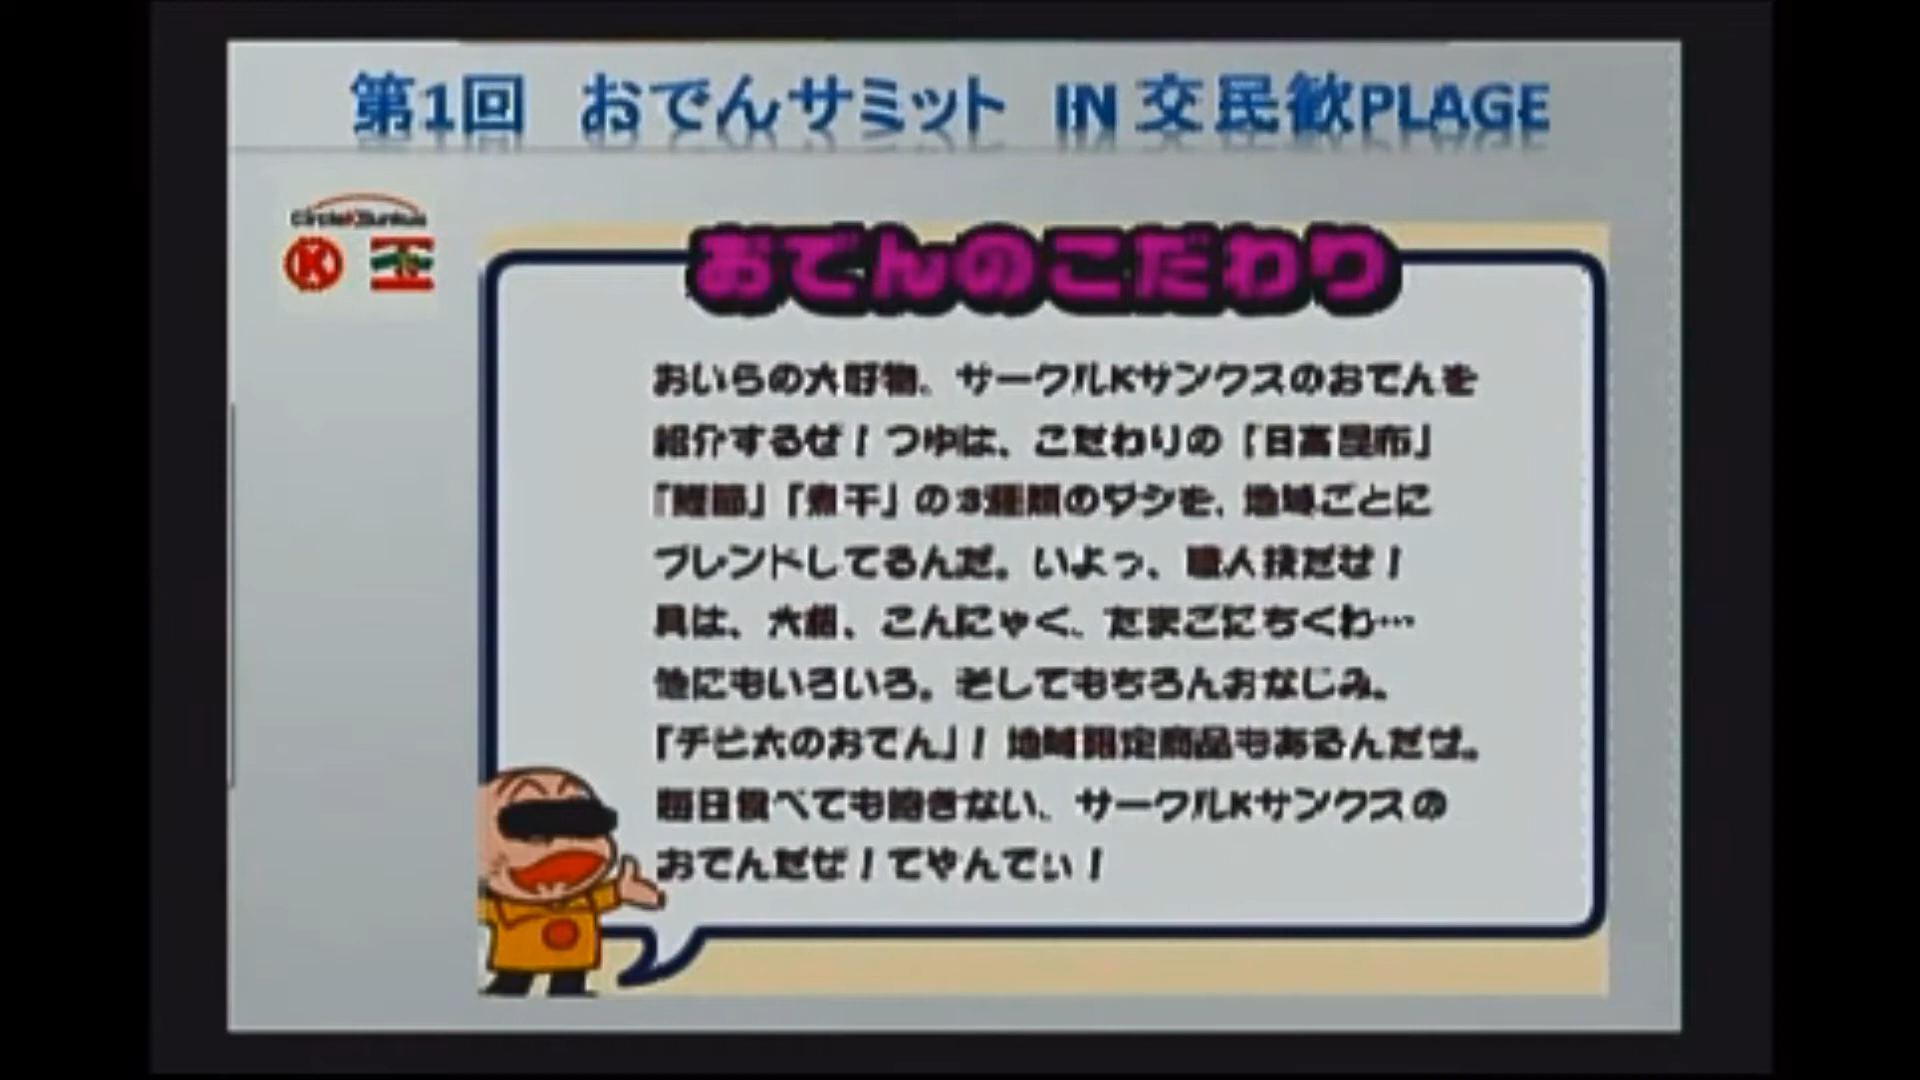 第1回 おでんサミット IN 交民歓PLAGE
CircleKSunkus
K
おでんのこだわり
おいらの大好物、サークルKサンクスのおでんを
紹介するぜ！つゆは、こだわりの「日高昆布」
「鰹節」「煮干」の3種類のダシを、地域ごとに
ブレンドしてるんだ。いよっ、職人技だぜ！
具は、大根、こんにゃく、たまごにちくわ…
他にもいろいろ。そしてもちろんおなじみ、
「チビ太のおでん」！地域限定商品もあるんだぜ。
毎日食べても飽きない、サークルKサンクスの
おでんだぜ！てやんでぃ！